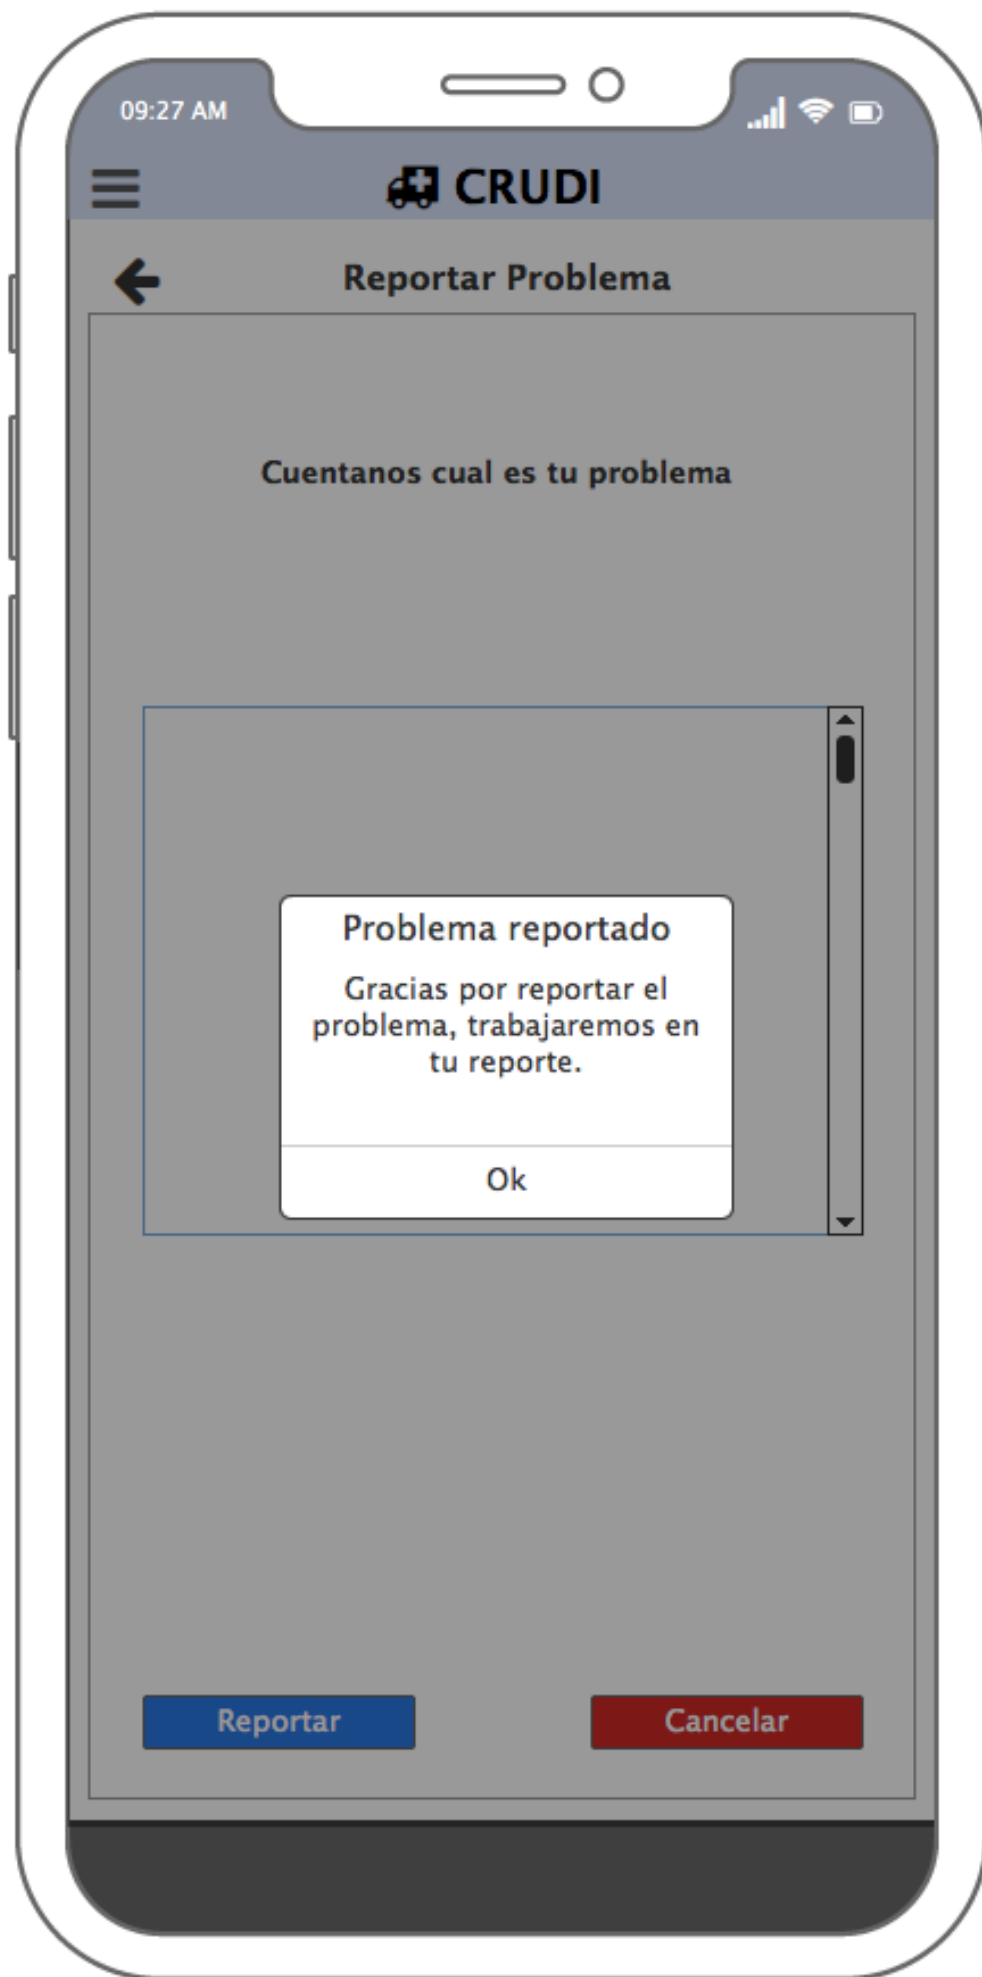 09:27 AM
CRUDI
Reportar Problema
Cuentanos cual es tu problema
Problema reportado
Gracias por reportar el
problema, trabajaremos en
tu reporte.
Ok
Reportar
Cancelar